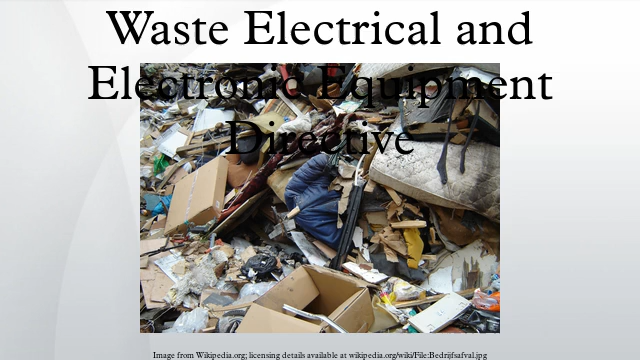 Waste Electrical and
Electronic Equipment
Directive
Image from Wikipedia.org; licensing details available at wikipedia.org/wiki/File:Bedrijfsafval.jpg